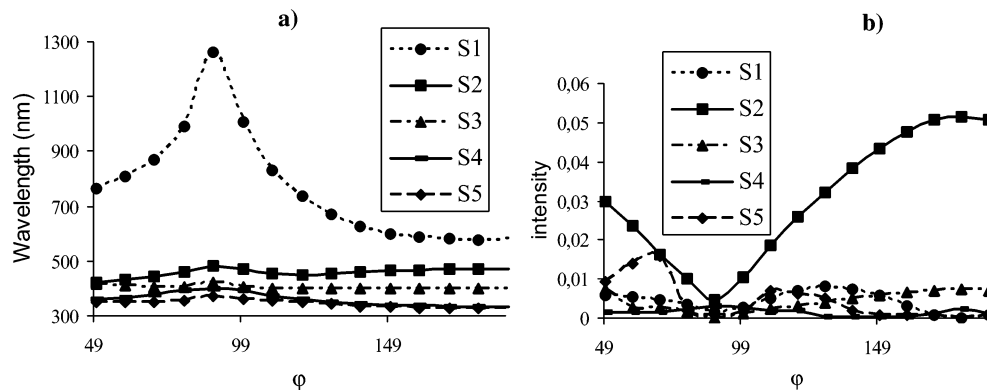 a)
1300
1100
900
700
500
300
Wavelength (nm)
49
99
149
φ
S1
S2
S3
S4
S5
b)
0,06
0,05
0,04
0,03
0,02
0,01
0
intensity
49
99
149
φ
S1
S2
S3
S4
S5